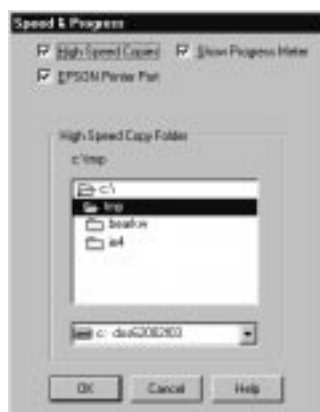 Speed & Progress
High Speed Copies
Show Progress Meter
EPSON Printer Port
High Speed Copy Folder
c:\tmp
c:\
tmp
ie4
c:
OK
Cancel
Help